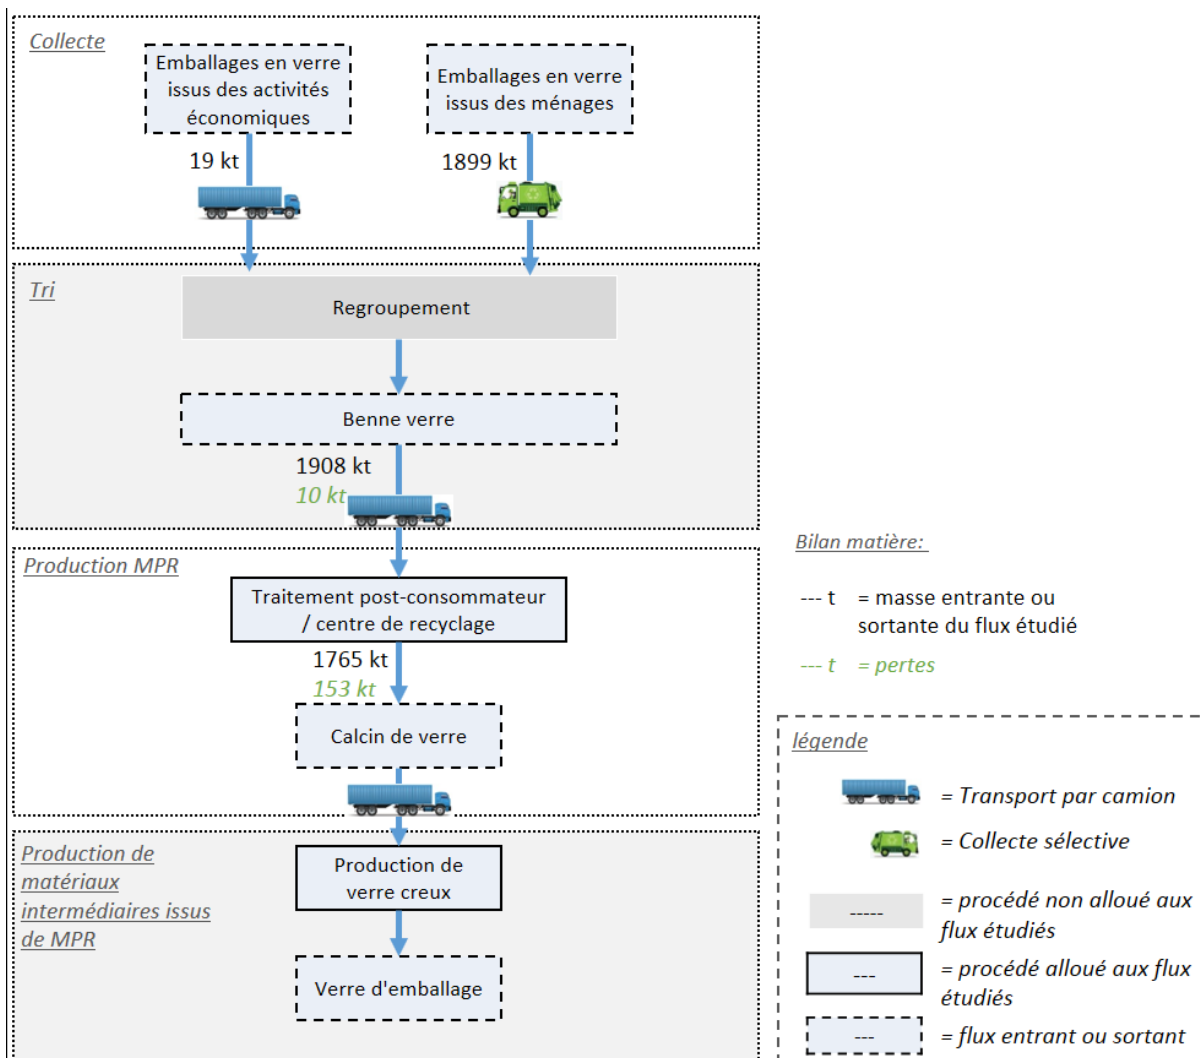 Collecte
Emballages en verre
issus des activités
économiques
Emballages en verre
issus des ménages
19 kt
1899 kt
Tri
Regroupement
Benne verre
1908 kt
10 kt
Production MPR
Traitement post-consommateur
/ centre de recyclage
1765 kt
153 kt
Calcin de verre
Production de
matériaux
intermédiaires issus
de MPR
Production de
verre creux
Verre d'emballage
Bilan matière:
--- t = masse entrante ou
sortante du flux étudié
--- t = pertes
légende
= Transport par camion
= Collecte sélective
----- = procédé non alloué aux
flux étudiés
--- = procédé alloué aux flux
étudiés
--- = flux entrant ou sortant